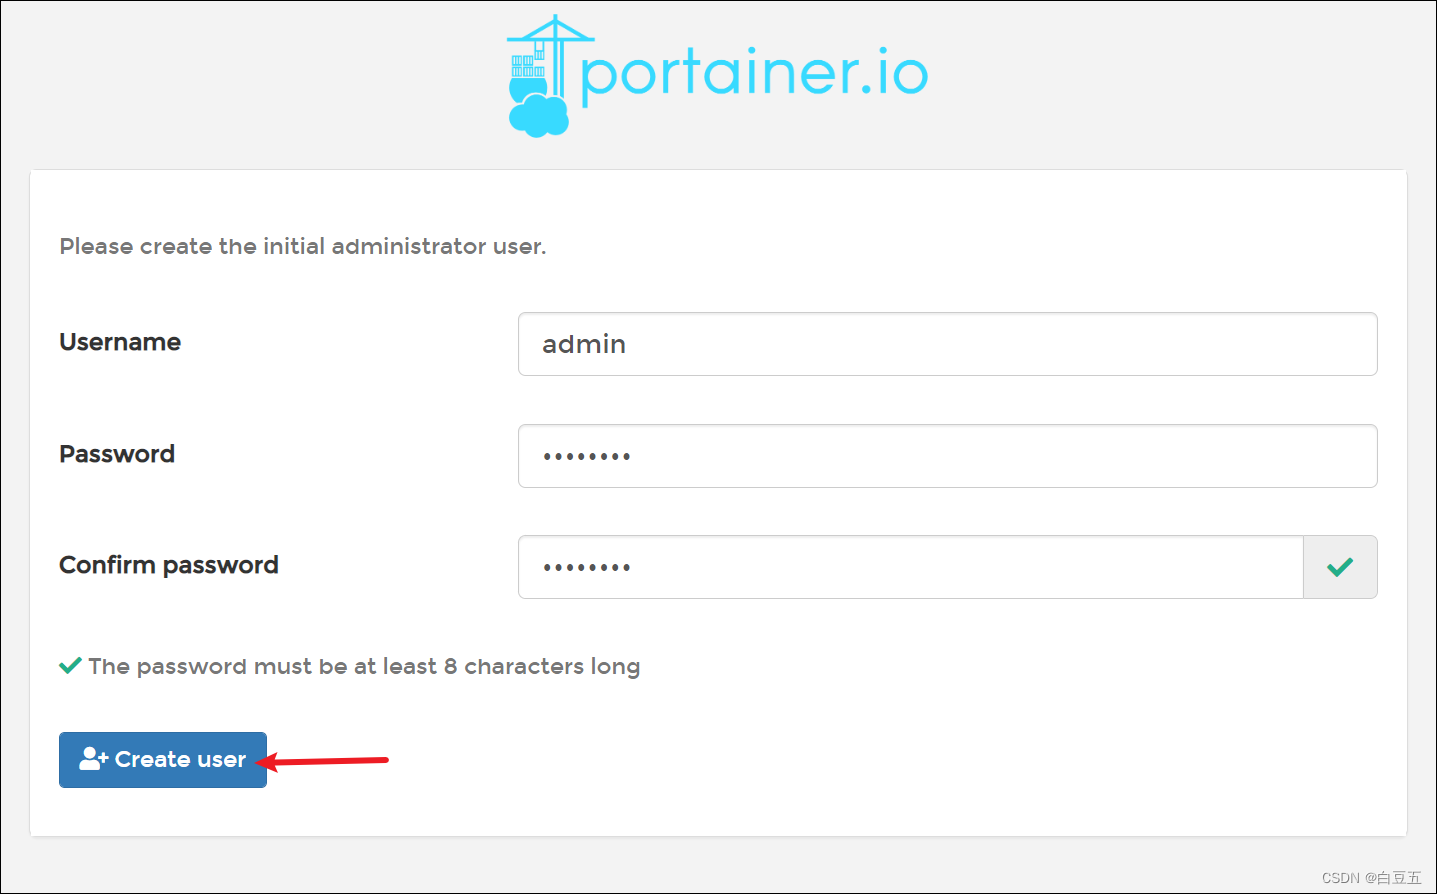 portainer.io
Please create the initial administrator user.
Username
admin
Password
••••••••
Confirm password
••••••••
The password must be at least 8 characters long
Create user
CSDN @白豆五